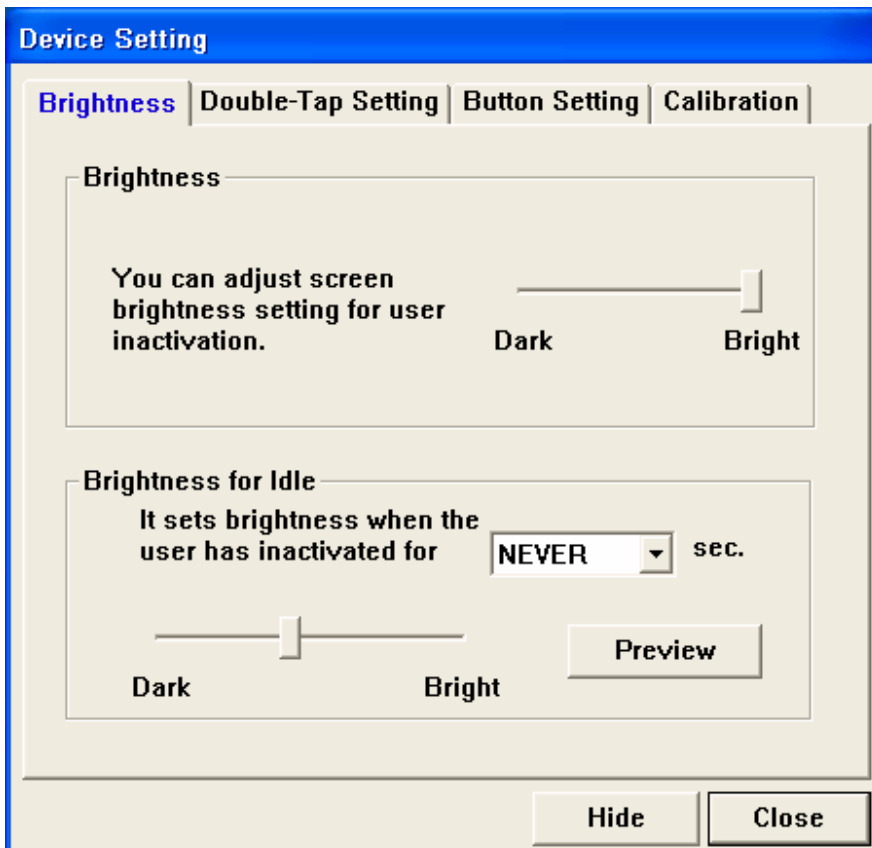 Device Setting
Brightness Double-Tap Setting Button Setting Calibration
Brightness
You can adjust screen
brightness setting for user
inactivation.
Dark Bright
Brightness for Idle
It sets brightness when the
user has inactivated for NEVER sec.
Preview
Dark Bright
Hide Close